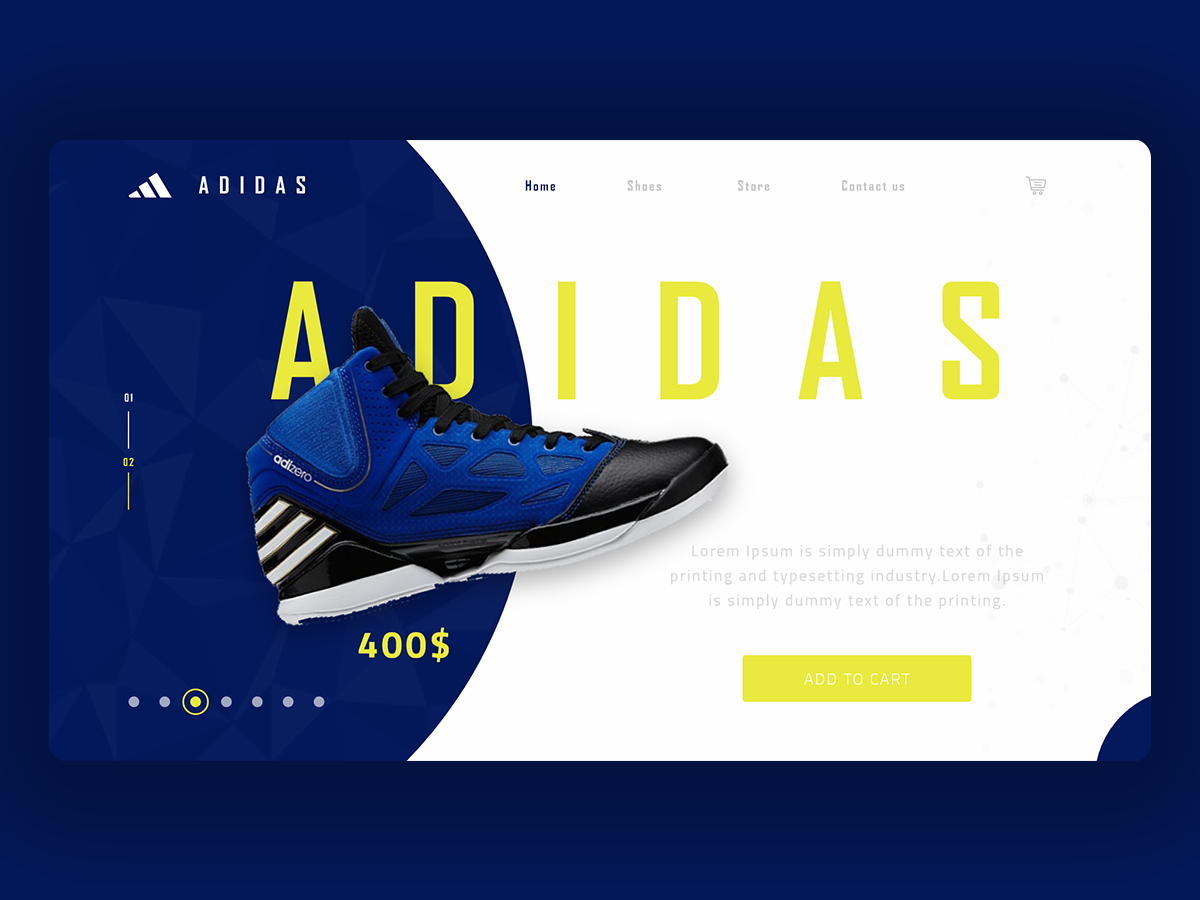 ADIDAS
Home Shoes Store Contact us
ADIDAS
01
02
adizero
Lorem Ipsum is simply dummy text of the
printing and typesetting industry.Lorem Ipsum
is simply dummy text of the printing.
400$
ADD TO CART